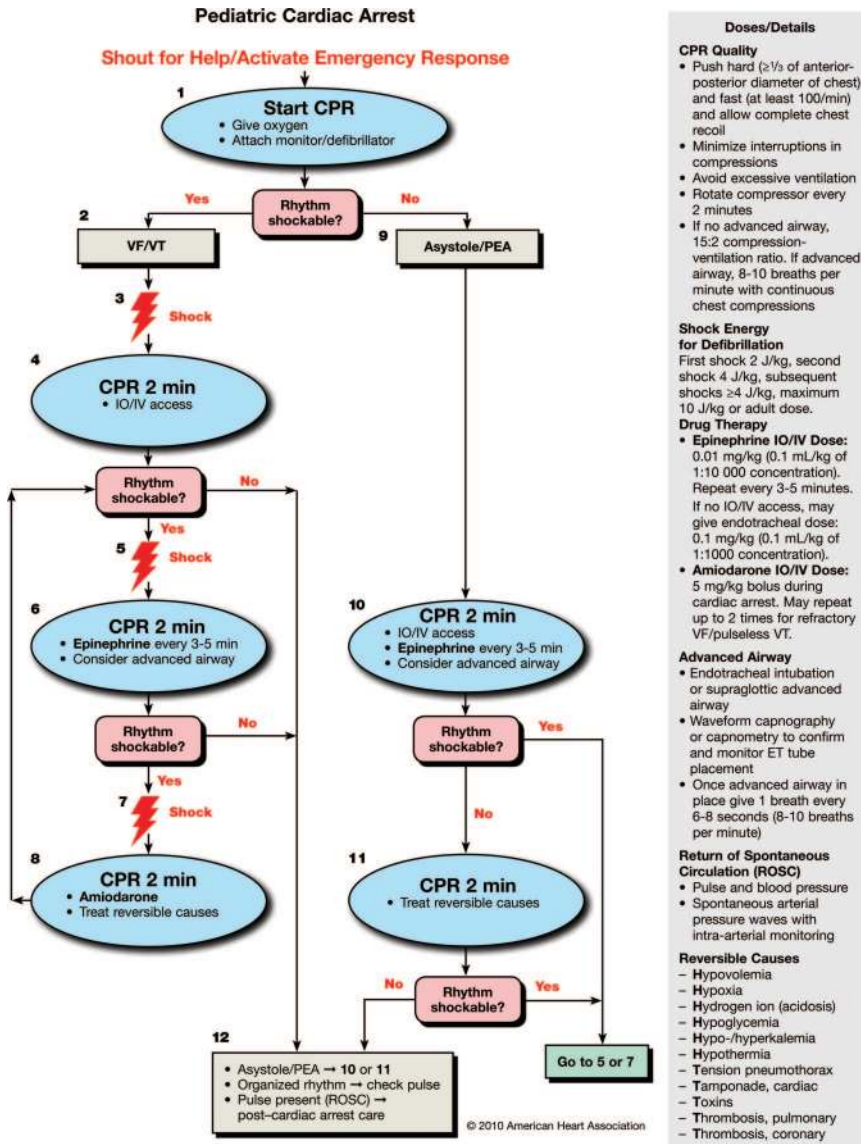 Pediatric Cardiac Arrest
Shout for Help/Activate Emergency Response
1
Start CPR
• Give oxygen
• Attach monitor/defibrillator
Yes
Rhythm
shockable?
No
2
VF/VT
9
Asystole/PEA
3
Shock
4
CPR 2 min
• IO/IV access
Rhythm
shockable?
No
Yes
5
Shock
6
CPR 2 min
• Epinephrine every 3-5 min
• Consider advanced airway
Rhythm
shockable?
No
Yes
7
Shock
8
CPR 2 min
• Amiodarone
• Treat reversible causes
10
CPR 2 min
• IO/IV access
• Epinephrine every 3-5 min
• Consider advanced airway
Rhythm
shockable?
Yes
No
11
CPR 2 min
• Treat reversible causes
No
Rhythm
shockable?
Yes
12
• Asystole/PEA → 10 or 11
• Organized rhythm → check pulse
• Pulse present (ROSC) →
post–cardiac arrest care
Go to 5 or 7
© 2010 American Heart Association
Doses/Details
CPR Quality
• Push hard (≥⅓ of anterior-
posterior diameter of chest)
and fast (at least 100/min)
and allow complete chest
recoil
• Minimize interruptions in
compressions
• Avoid excessive ventilation
• Rotate compressor every
2 minutes
• If no advanced airway,
15:2 compression-
ventilation ratio. If advanced
airway, 8-10 breaths per
minute with continuous
chest compressions
Shock Energy
for Defibrillation
First shock 2 J/kg, second
shock 4 J/kg, subsequent
shocks ≥4 J/kg, maximum
10 J/kg or adult dose.
Drug Therapy
• Epinephrine IO/IV Dose:
0.01 mg/kg (0.1 mL/kg of
1:10 000 concentration).
Repeat every 3-5 minutes.
If no IO/IV access, may
give endotracheal dose:
0.1 mg/kg (0.1 mL/kg of
1:1000 concentration).
• Amiodarone IO/IV Dose:
5 mg/kg bolus during
cardiac arrest. May repeat
up to 2 times for refractory
VF/pulseless VT.
Advanced Airway
• Endotracheal intubation
or supraglottic advanced
airway
• Waveform capnography
or capnometry to confirm
and monitor ET tube
placement
• Once advanced airway in
place give 1 breath every
6-8 seconds (8-10 breaths
per minute)
Return of Spontaneous
Circulation (ROSC)
• Pulse and blood pressure
• Spontaneous arterial
pressure waves with
intra-arterial monitoring
Reversible Causes
– Hypovolemia
– Hypoxia
– Hydrogen ion (acidosis)
– Hypoglycemia
– Hypo-/hyperkalemia
– Hypothermia
– Tension pneumothorax
– Tamponade, cardiac
– Toxins
– Thrombosis, pulmonary
– Thrombosis, coronary